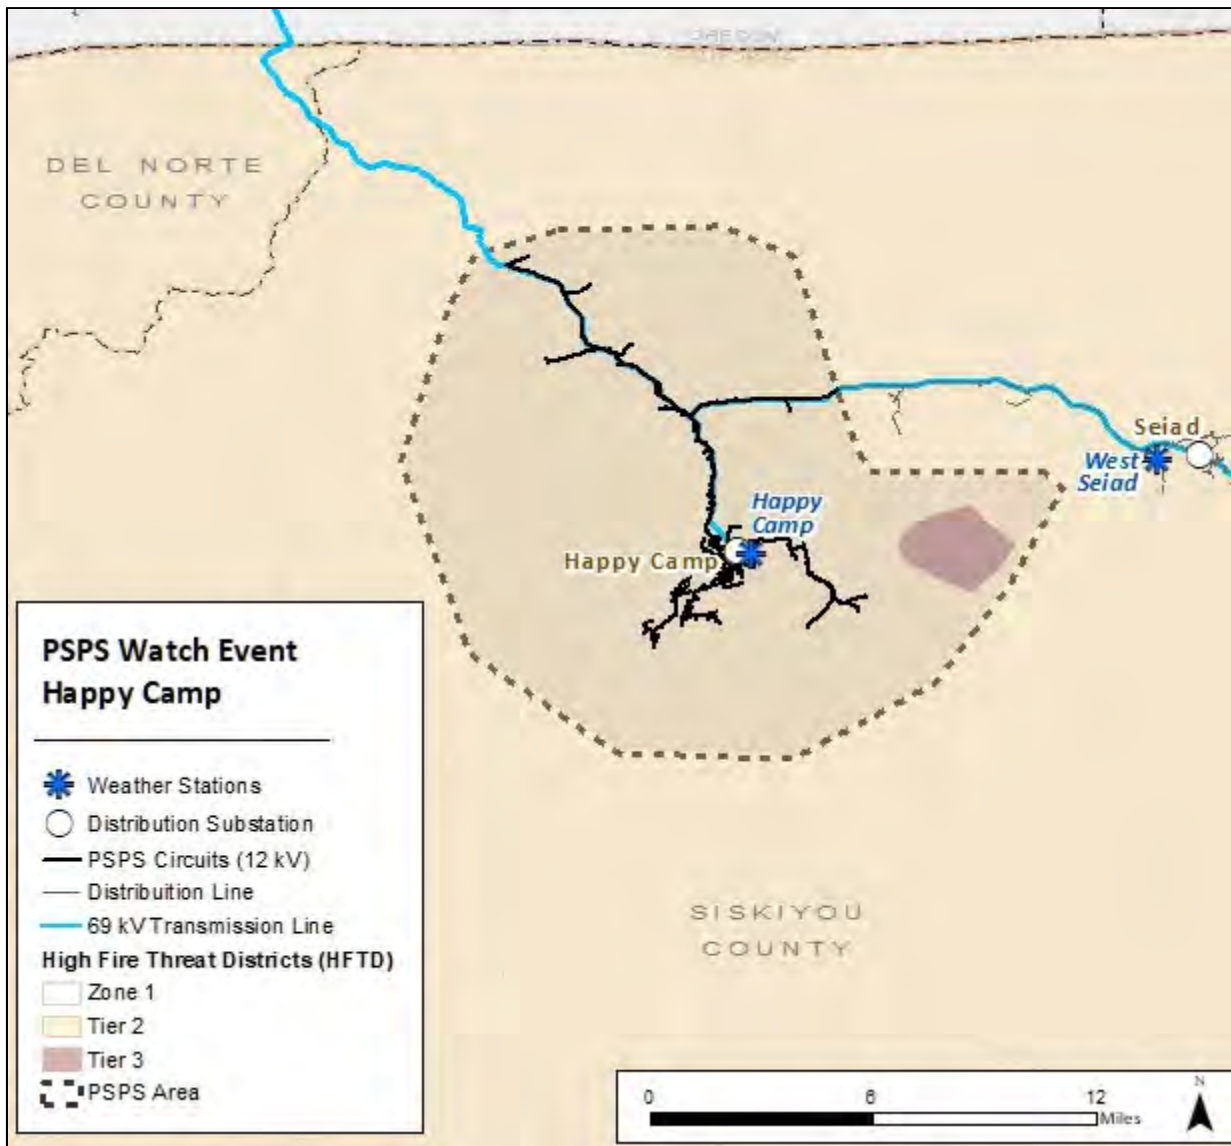 OREGON
DEL NORTE
COUNTY
Seiad
West
Seiad
Happy
Camp
Happy Camp
PSPS Watch Event
Happy Camp
Weather Stations
Distribution Substation
PSPS Circuits (12 kV)
Distribuition Line
69 kV Transmission Line
High Fire Threat Districts (HFTD)
Zone 1
Tier 2
Tier 3
PSPS Area
SISKIYOU
COUNTY
0 6 12
Miles
N